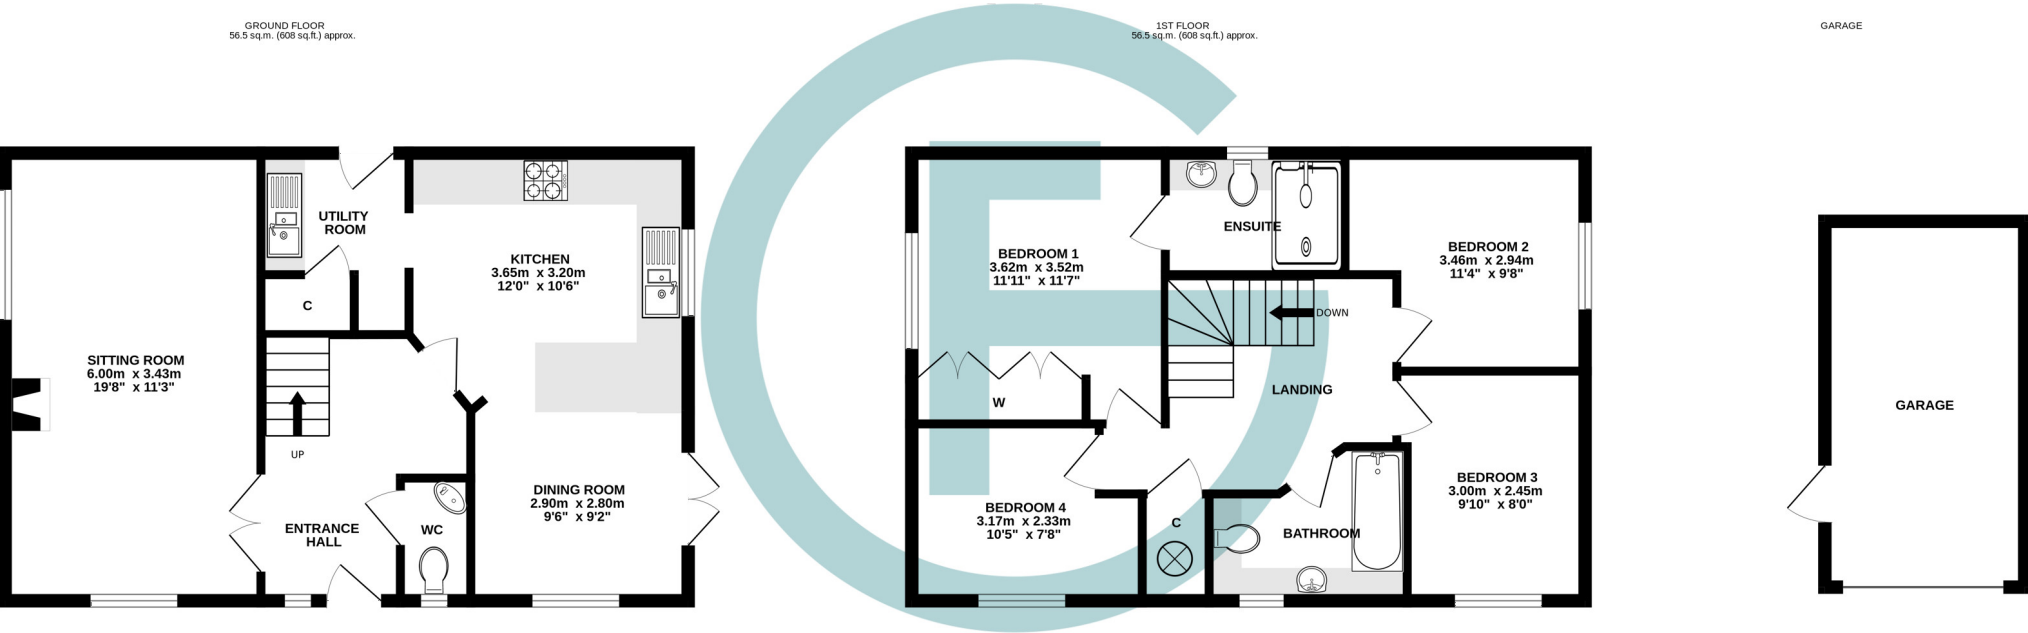 GROUND FLOOR
56.5 sq.m. (608 sq.ft.) approx.
UTILITY
ROOM
KITCHEN
3.65m x 3.20m
12'0" x 10'6"
C
SITTING ROOM
6.00m x 3.43m
19'8" x 11'3"
UP
DINING ROOM
2.90m x 2.80m
9'6" x 9'2"
ENTRANCE
HALL
WC
1ST FLOOR
56.5 sq.m. (608 sq.ft.) approx.
ENSUITE
BEDROOM 1
3.62m x 3.52m
11'11" x 11'7"
BEDROOM 2
3.46m x 2.94m
11'4" x 9'8"
DOWN
LANDING
W
BEDROOM 3
3.00m x 2.45m
9'10" x 8'0"
BEDROOM 4
3.17m x 2.33m
10'5" x 7'8"
C
BATHROOM
GARAGE
GARAGE